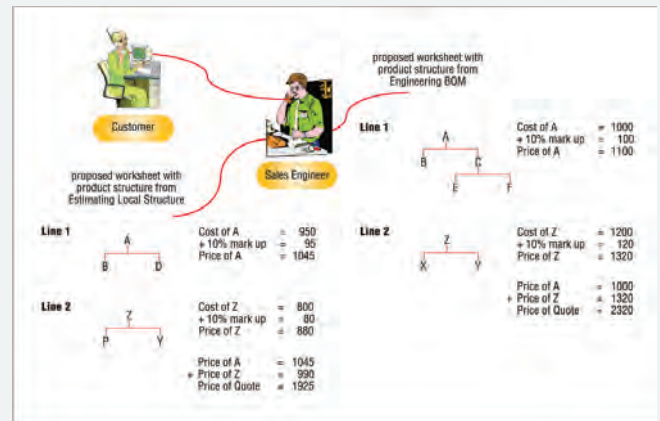 proposed worksheet with
product structure from
Engineering BOM
Customer
Sales Engineer
proposed worksheet with
product structure from
Estimating Local Structure
Line 1
A
B D
Cost of A = 950
+ 10% mark up = 95
Price of A = 1045
Line 2
Z
P Y
Cost of Z = 800
+ 10% mark up = 80
Price of Z = 880
Price of A = 1045
+ Price of Z = 990
Price of Quote = 1925
Line 1
A
B C
E F
Cost of A = 1000
+ 10% mark up = 100
Price of A = 1100
Line 2
Z
X Y
Cost of Z = 1200
+ 10% mark up = 120
Price of Z = 1320
Price of A = 1000
+ Price of Z = 1320
Price of Quote = 2320